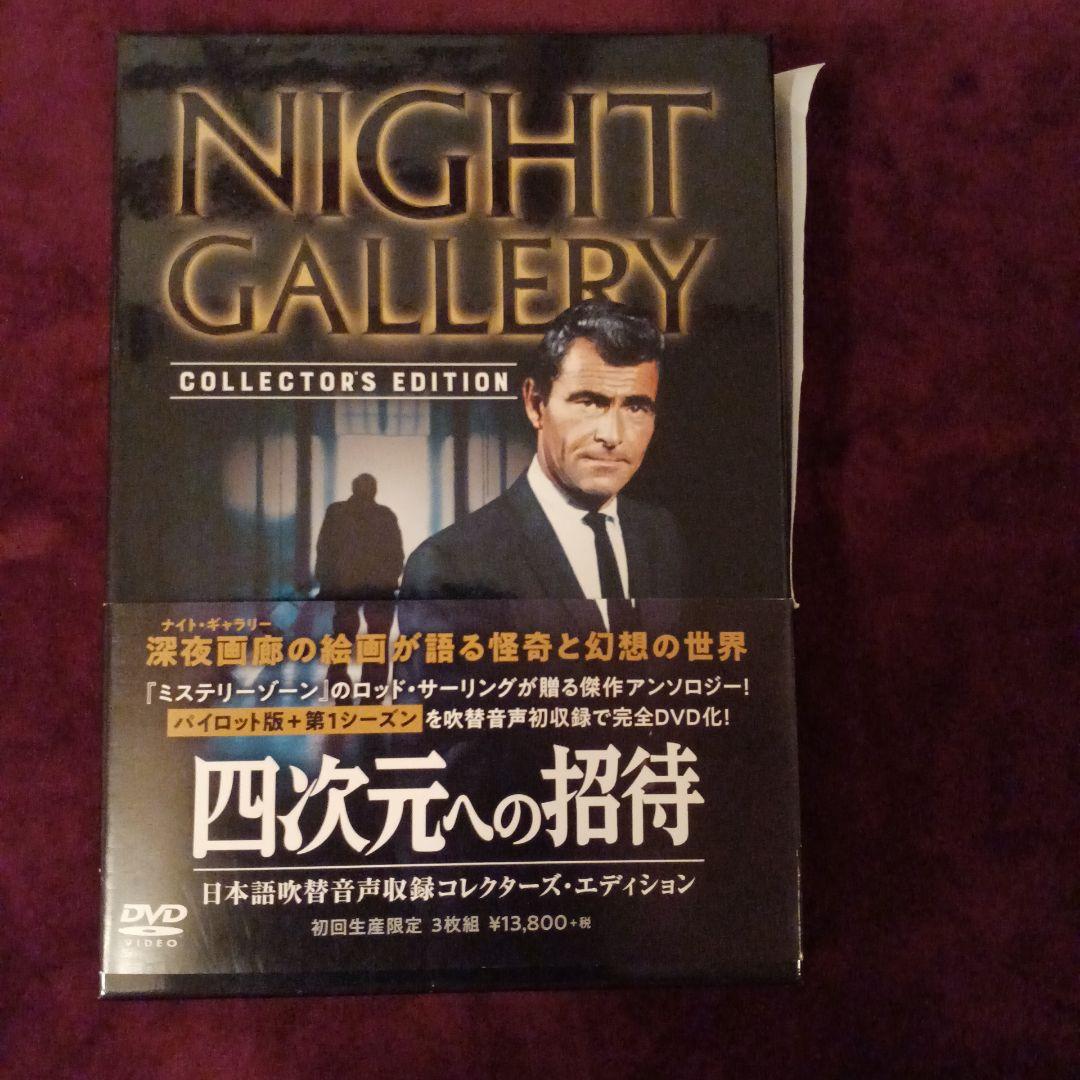 NIGHT
GALLERY
COLLECTOR'S EDITION
ナイト・ギャラリー
深夜画廊の絵画が語る怪奇と幻想の世界
『ミステリーゾーン』のロッド・サーリングが贈る傑作アンソロジー!
パイロット版+第1シーズン を吹替音声初収録で完全DVD化!
四次元への招待
日本語吹替音声収録コレクターズ・エディション
初回生産限定 3枚組 ¥13,800+税
DVD
VIDEO